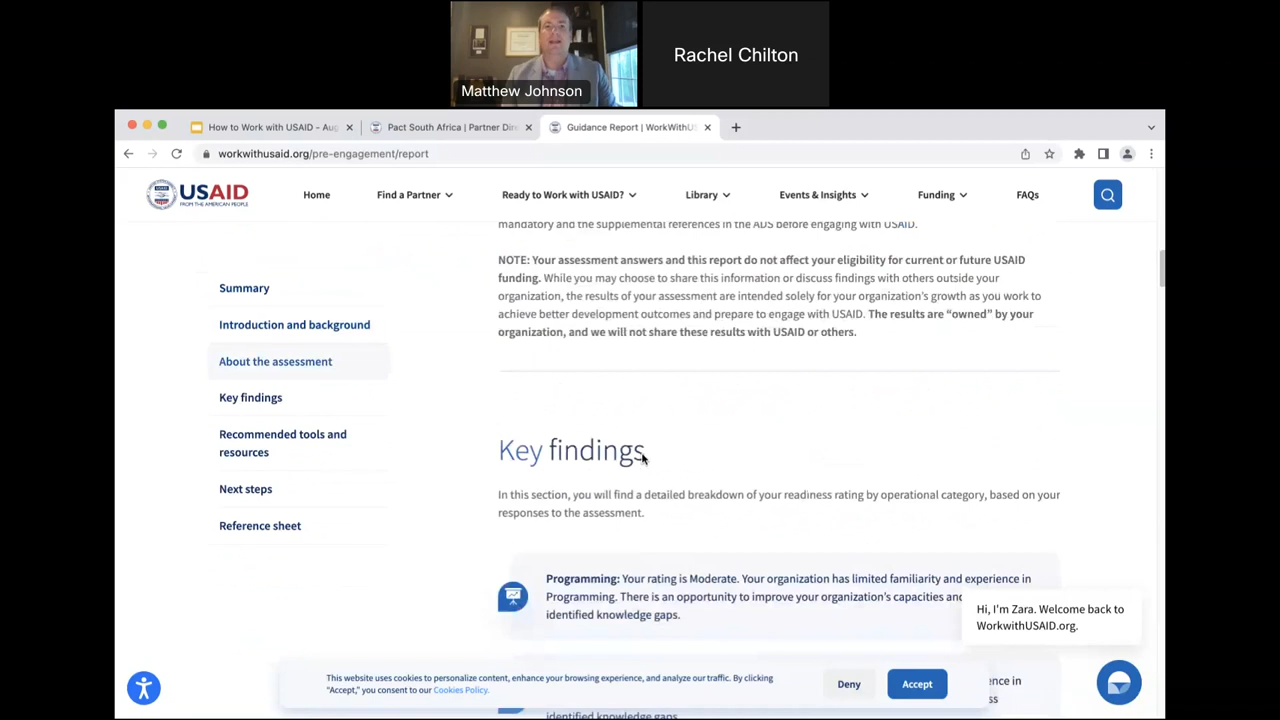 Matthew Johnson
Rachel Chilton
How to Work with USAID - Aug
Pact South Africa | Partner Dire
Guidance Report | WorkWithUS
workwithusaid.org/pre-engagement/report
USAID
FROM THE AMERICAN PEOPLE
Home
Find a Partner
Ready to Work with USAID?
Library
Events & Insights
Funding
FAQs
mandatory and the supplemental references in the ADS before engaging with USAID.
NOTE: Your assessment answers and this report do not affect your eligibility for current or future USAID
funding. While you may choose to share this information or discuss findings with others outside your
organization, the results of your assessment are intended solely for your organization's growth as you work to
achieve better development outcomes and prepare to engage with USAID. The results are "owned" by your
organization, and we will not share these results with USAID or others.
Summary
Introduction and background
About the assessment
Key findings
Recommended tools and
resources
Next steps
Reference sheet
Key findings
In this section, you will find a detailed breakdown of your readiness rating by operational category, based on your
responses to the assessment.
Programming: Your rating is Moderate. Your organization has limited familiarity and experience in
Programming. There is an opportunity to improve your organization's capacities and
identified knowledge gaps.
Hi, I'm Zara. Welcome back to
WorkwithUSAID.org.
This website uses cookies to personalize content, enhance your browsing experience, and analyze our traffic. By clicking
"Accept," you consent to our Cookies Policy.
Deny
Accept
identified knowledge gaps.